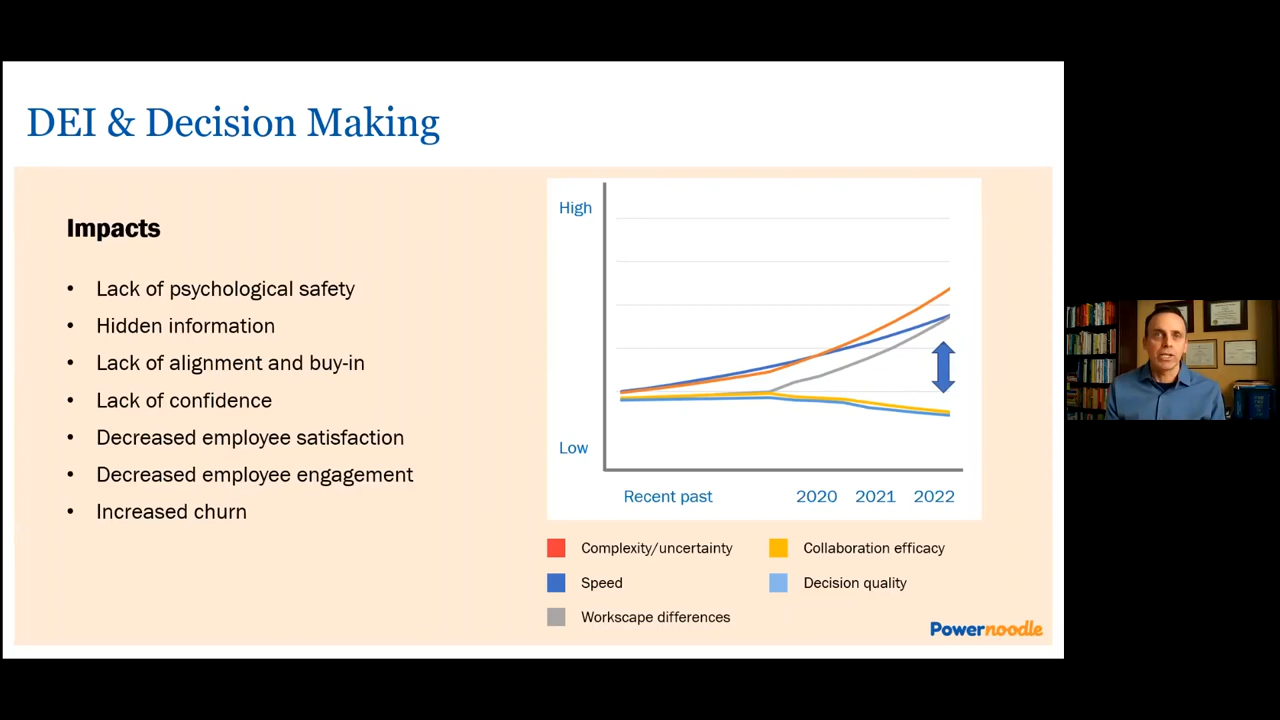 DEI & Decision Making
Impacts
• Lack of psychological safety
• Hidden information
• Lack of alignment and buy-in
• Lack of confidence
• Decreased employee satisfaction
• Decreased employee engagement
• Increased churn
High
Low
Recent past 2020 2021 2022
Complexity/uncertainty
Collaboration efficacy
Speed
Decision quality
Workscape differences
Powernoodle